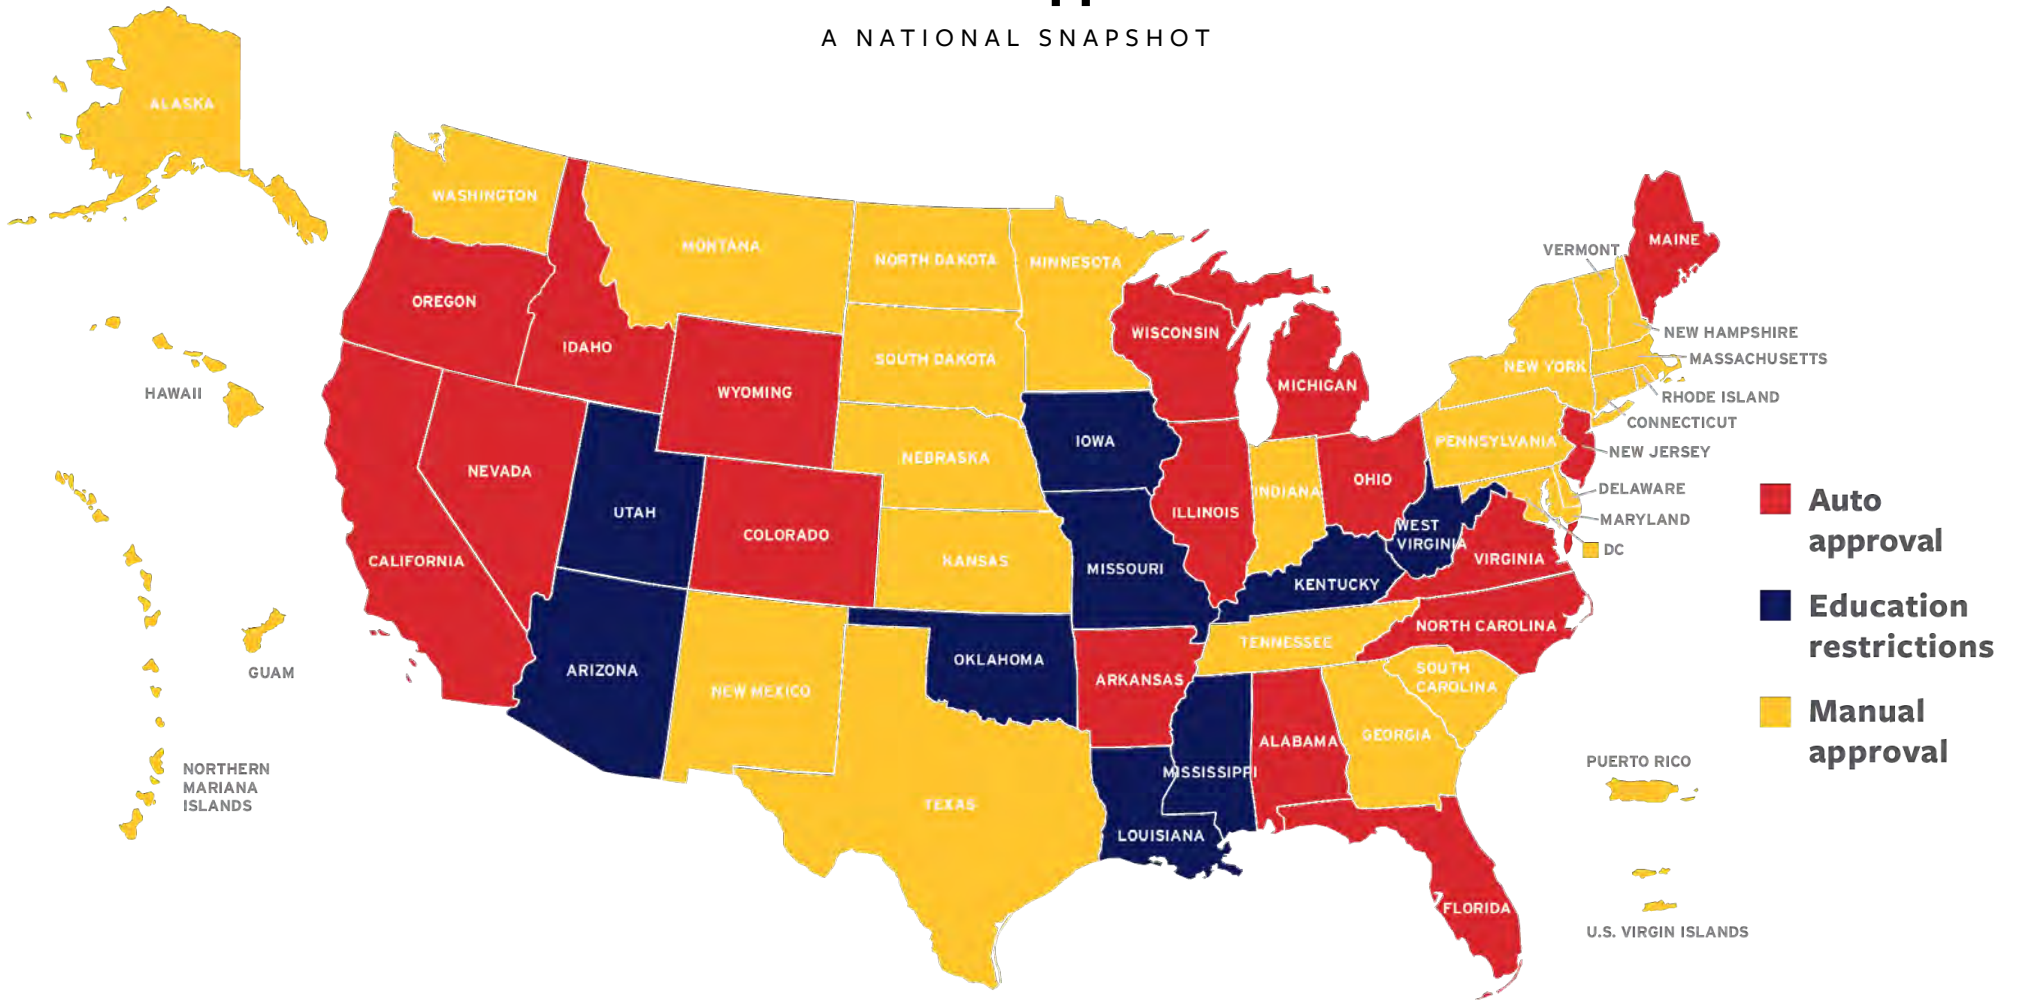 A NATIONAL SNAPSHOT
ALASKA
WASHINGTON
MONTANA
NORTH DAKOTA
MINNESOTA
MAINE
VERMONT
OREGON
IDAHO
WISCONSIN
NEW HAMPSHIRE
MASSACHUSETTS
SOUTH DAKOTA
NEW YORK
WYOMING
MICHIGAN
HAWAII
RHODE ISLAND
CONNECTICUT
IOWA
PENNSYLVANIA
NEW JERSEY
NEBRASKA
NEVADA
OHIO
INDIANA
DELAWARE
UTAH
ILLINOIS
MARYLAND
COLORADO
WEST
VIRGINIA
DC
CALIFORNIA
KANSAS
MISSOURI
VIRGINIA
KENTUCKY
NORTH CAROLINA
TENNESSEE
OKLAHOMA
ARIZONA
GUAM
ARKANSAS
SOUTH
CAROLINA
NEW MEXICO
GEORGIA
ALABAMA
MISSISSIPPI
TEXAS
LOUISIANA
NORTHERN
MARIANA
ISLANDS
PUERTO RICO
FLORIDA
U.S. VIRGIN ISLANDS
Auto
approval
Education
restrictions
Manual
approval